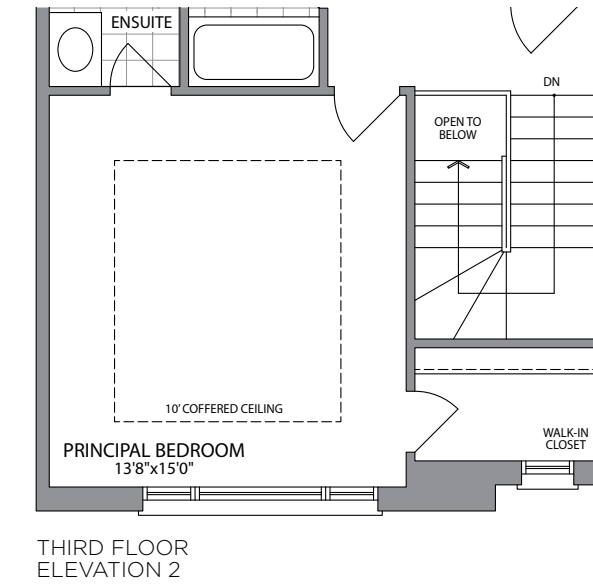 ENSUITE
DN
OPEN TO
BELOW
10' COFFERED CEILING
PRINCIPAL BEDROOM
13'8"x15'0"
WALK-IN
CLOSET
THIRD FLOOR
ELEVATION 2